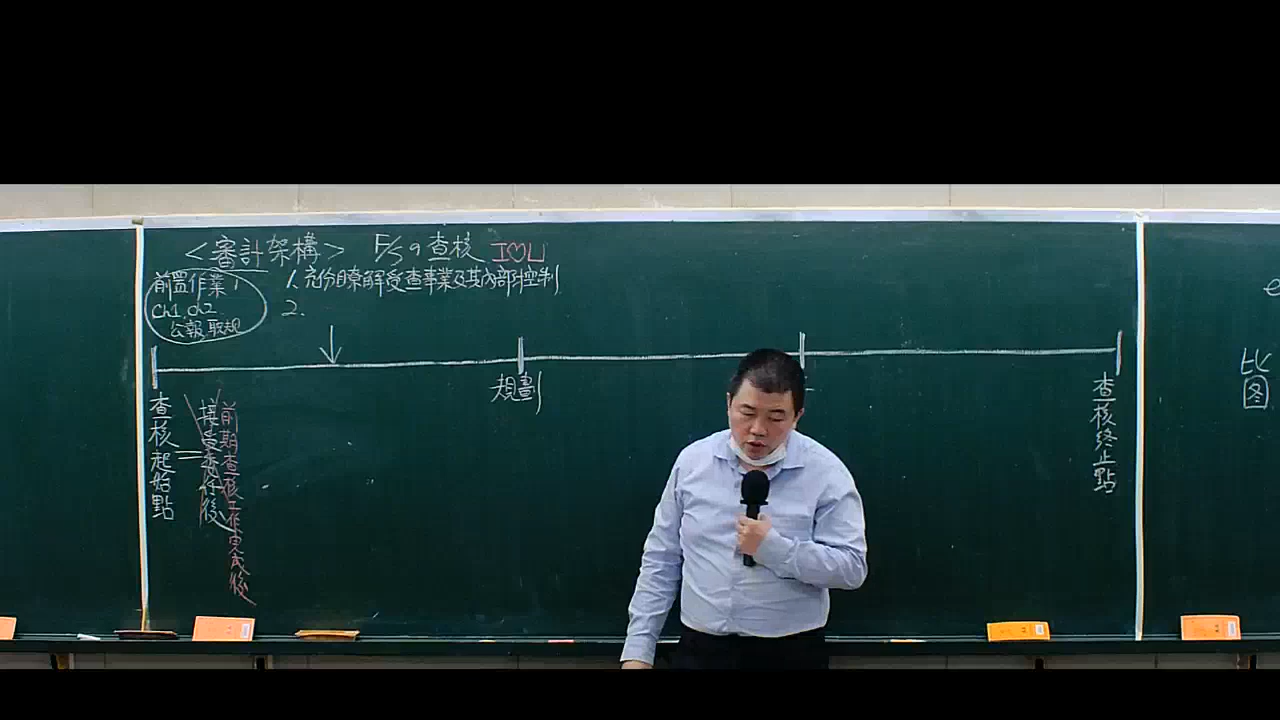 <審計架構> F/S a 查核 I♡U
前置作業
Ch1, ch2
公報 取規
1. 充分瞭解受查事業及其內部控制
2.
規劃
查核起始點
接受委任後
前期查核工作完成後
查核終止點
e
比
图